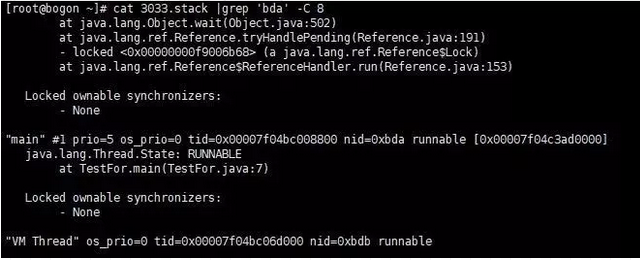 [root@bogon ~]# cat 3033.stack |grep 'bda' -C 8
at java.lang.Object.wait(Object.java:502)
at java.lang.ref.Reference.tryHandlePending(Reference.java:191)
- locked <0x00000000f9006b68> (a java.lang.ref.Reference$Lock)
at java.lang.ref.Reference$ReferenceHandler.run(Reference.java:153)
Locked ownable synchronizers:
- None
"main" #1 prio=5 os_prio=0 tid=0x00007f04bc008800 nid=0xbda runnable [0x00007f04c3ad0000]
java.lang.Thread.State: RUNNABLE
at TestFor.main(TestFor.java:7)
Locked ownable synchronizers:
- None
"VM Thread" os_prio=0 tid=0x00007f04bc06d000 nid=0xbdb runnable